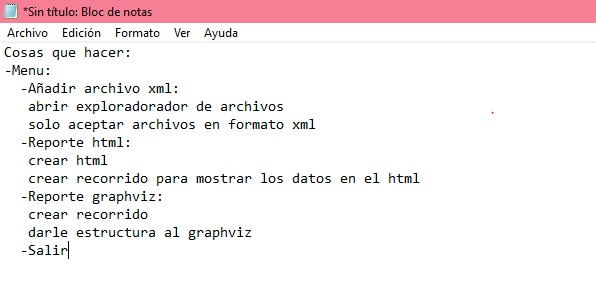 *Sin título: Bloc de notas
Archivo Edición Formato Ver Ayuda
Cosas que hacer:
-Menu:
  -Añadir archivo xml:
   abrir exploradorador de archivos
   solo aceptar archivos en formato xml
  -Reporte html:
   crear html
   crear recorrido para mostrar los datos en el html
  -Reporte graphviz:
   crear recorrido
   darle estructura al graphviz
  -Salir